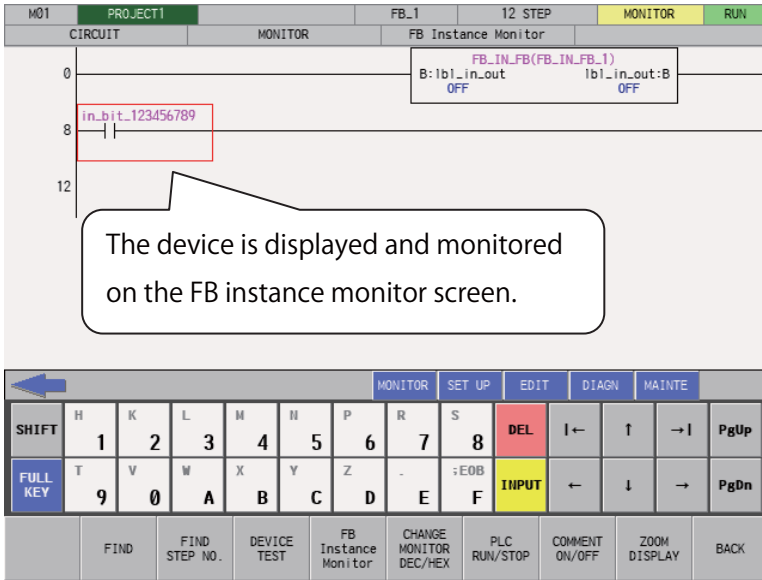 M01 PROJECT1 FB_1 12 STEP MONITOR RUN
CIRCUIT MONITOR FB Instance Monitor
FB_IN_FB(FB_IN_FB_1)
0 B:lbl_in_out lbl_in_out:B
OFF OFF
in_bit_123456789
8
12
The device is displayed and monitored
on the FB instance monitor screen.
MONITOR SET UP EDIT DIAGN MAINTE
SHIFT H 1 K 2 L 3 M 4 N 5 P 6 R 7 S 8 DEL |← ↑ →| PgUp
FULL KEY T 9 V 0 W A X B Y C Z D - E ;EOB F INPUT ← ↓ → PgDn
FIND
FIND
STEP NO.
DEVICE
TEST
FB
Instance
Monitor
CHANGE
MONITOR
DEC/HEX
PLC
RUN/STOP
COMMENT
ON/OFF
ZOOM
DISPLAY
BACK